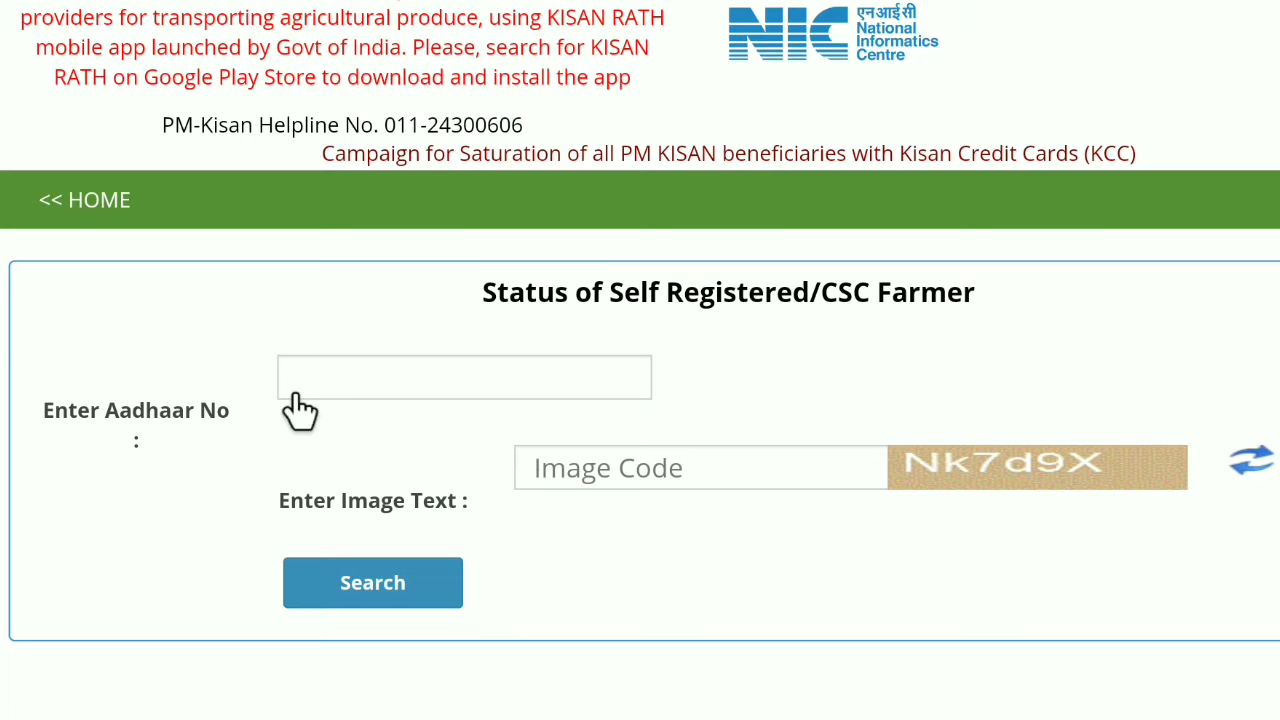 providers for transporting agricultural produce, using KISAN RATH
mobile app launched by Govt of India. Please, search for KISAN
RATH on Google Play Store to download and install the app
NIC
एन आई सी
National
Informatics
Centre
PM-Kisan Helpline No. 011-24300606
Campaign for Saturation of all PM KISAN beneficiaries with Kisan Credit Cards (KCC)
<< HOME
Status of Self Registered/CSC Farmer
Enter Aadhaar No
:
Image Code
Nk7d9X
Enter Image Text :
Search